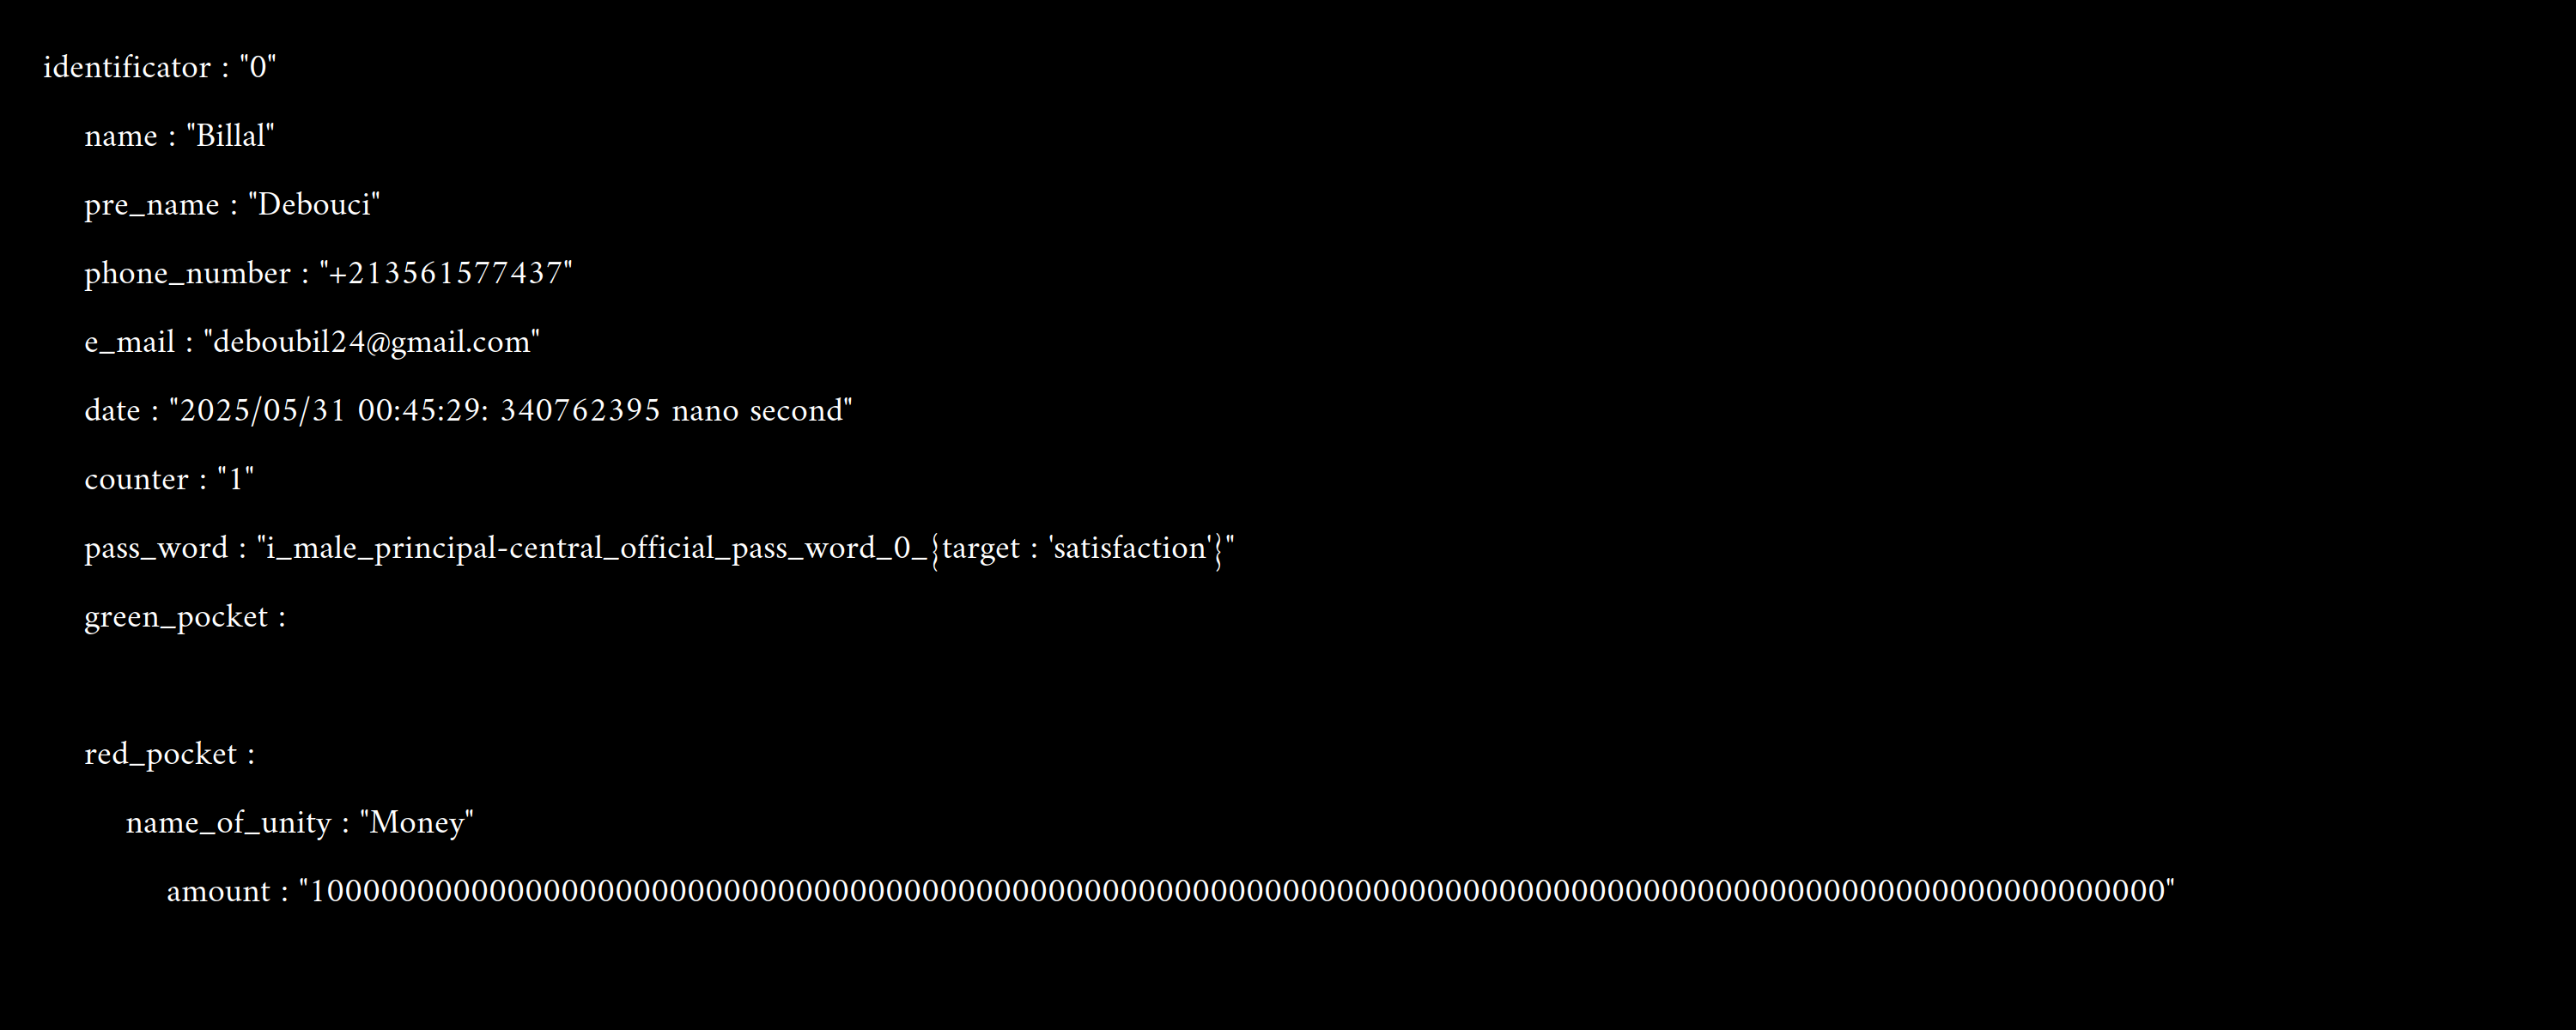 identificator : "0"
name : "Billal"
pre_name : "Debouci"
phone_number : "+213561577437"
e_mail : "deboubil24@gmail.com"
date : "2025/05/31 00:45:29: 340762395 nano second"
counter : "1"
pass_word : "i_male_principal-central_official_pass_word_0_{target : 'satisfaction'}"
green_pocket :
red_pocket :
name_of_unity : "Money"
amount : "1000000000000000000000000000000000000000000000000000000000000000000000000000000000000000000000000000000"